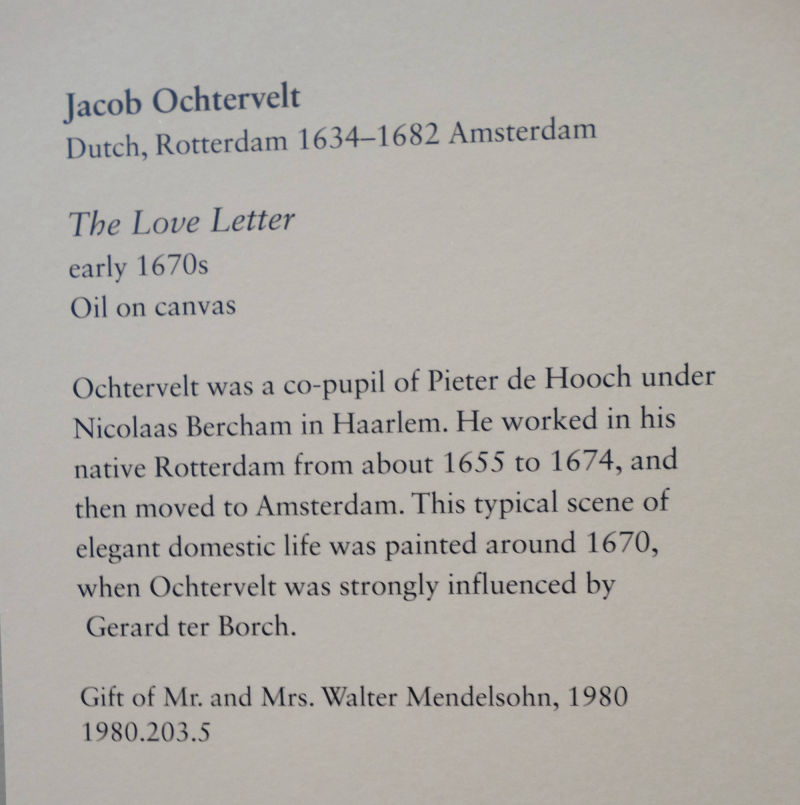 Jacob Ochtervelt
Dutch, Rotterdam 1634–1682 Amsterdam
The Love Letter
early 1670s
Oil on canvas
Ochtervelt was a co-pupil of Pieter de Hooch under
Nicolaas Bercham in Haarlem. He worked in his
native Rotterdam from about 1655 to 1674, and
then moved to Amsterdam. This typical scene of
elegant domestic life was painted around 1670,
when Ochtervelt was strongly influenced by
Gerard ter Borch.
Gift of Mr. and Mrs. Walter Mendelsohn, 1980
1980.203.5